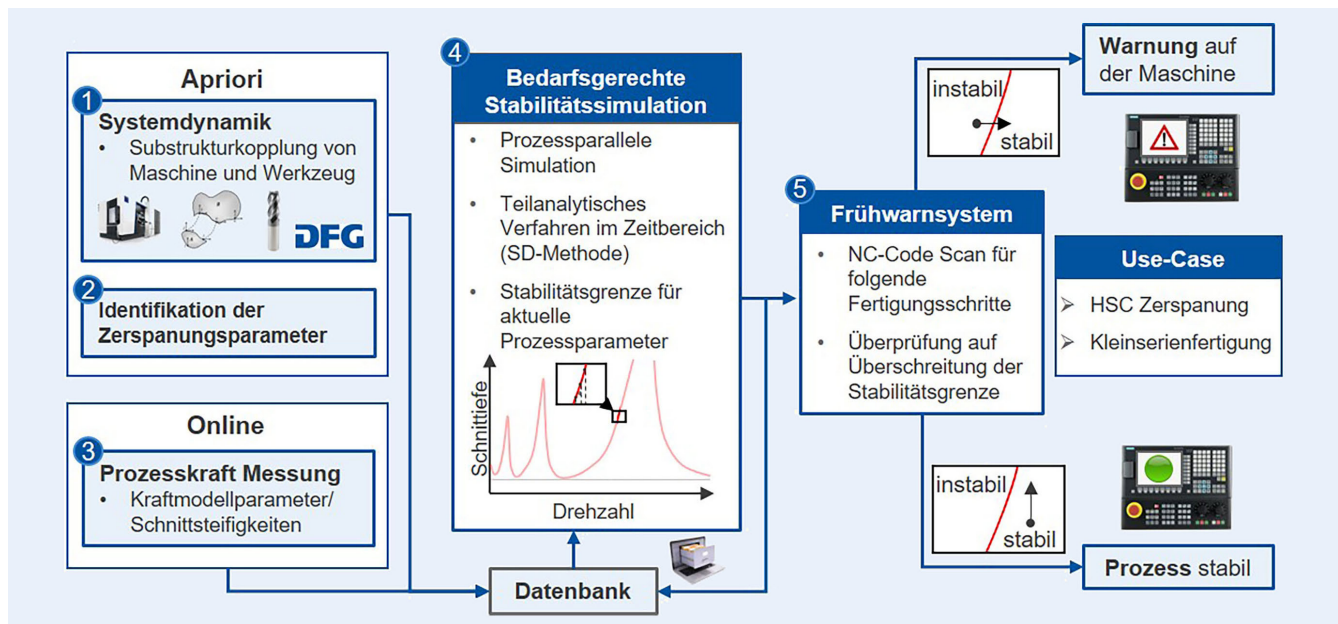 Apriori
1
Systemdynamik
• Substrukturkopplung von
Maschine und Werkzeug
DFG
2
Identifikation der
Zerspanungsparameter
Online
3
Prozesskraft Messung
• Kraftmodellparameter/
Schnittsteifigkeiten
4
Bedarfsgerechte
Stabilitätssimulation
• Prozessparallele
Simulation
• Teilanalytisches
Verfahren im Zeitbereich
(SD-Methode)
• Stabilitätsgrenze für
aktuelle
Prozessparameter
Schnittiefe
Drehzahl
Datenbank
5
Frühwarnsystem
• NC-Code Scan für
folgende
Fertigungsschritte
• Überprüfung auf
Überschreitung der
Stabilitätsgrenze
instabil
stabil
Warnung auf
der Maschine
Use-Case
➢ HSC Zerspanung
➢ Kleinserienfertigung
instabil
stabil
Prozess stabil